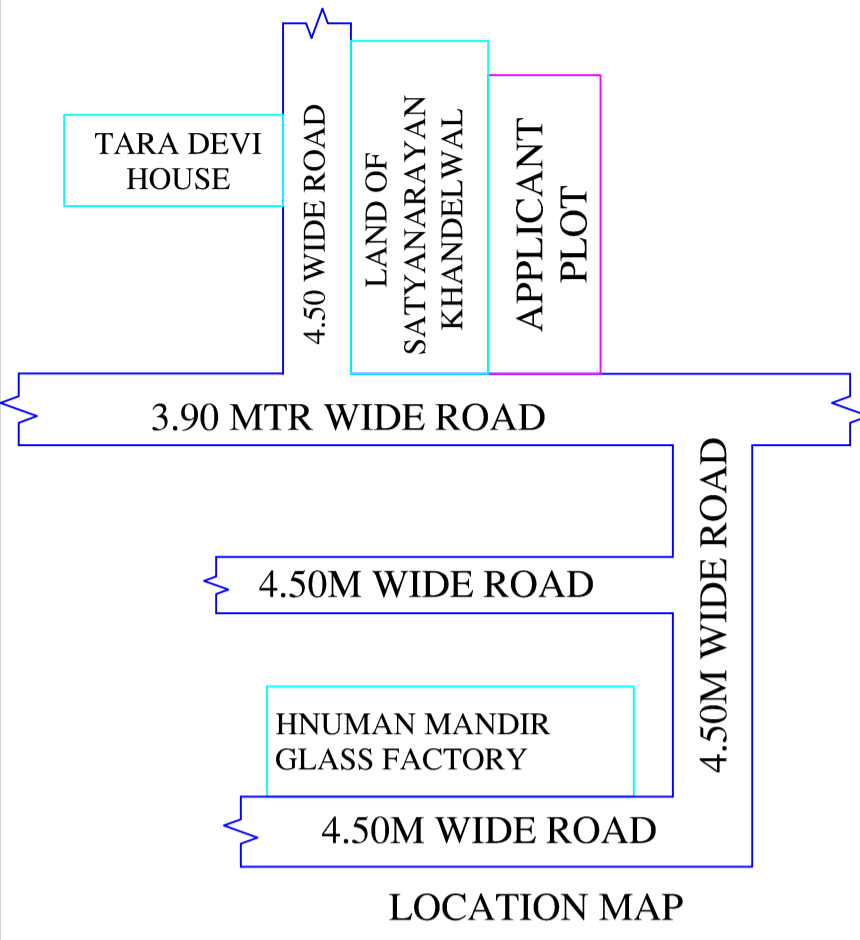 TARA DEVI
HOUSE
4.50 WIDE ROAD
LAND OF
SATYANARAYAN
KHANDELWAL
APPLICANT
PLOT
3.90 MTR WIDE ROAD
4.50M WIDE ROAD
4.50M WIDE ROAD
HNUMAN MANDIR
GLASS FACTORY
4.50M WIDE ROAD
LOCATION MAP